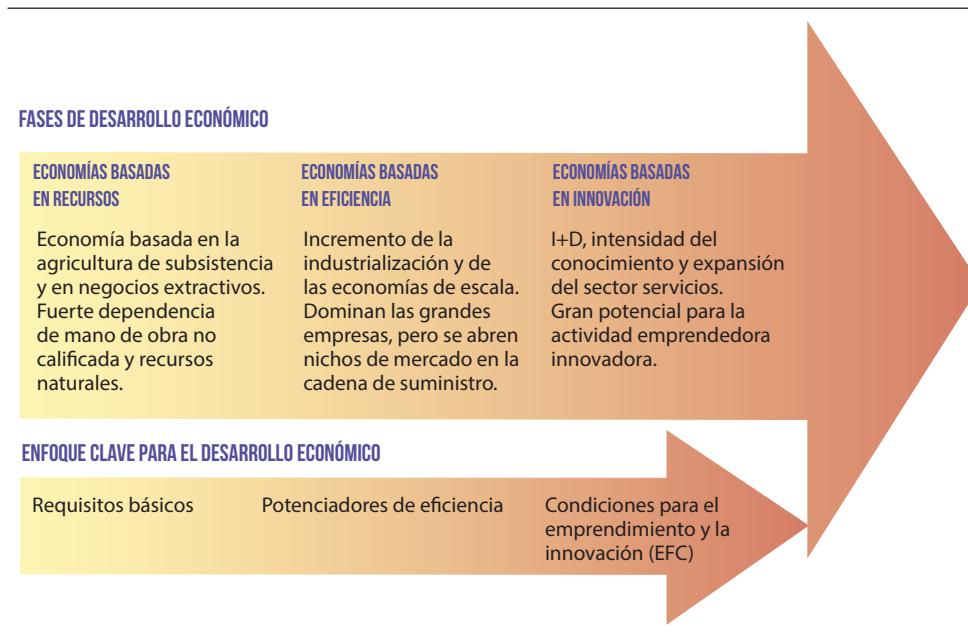 FASES DE DESARROLLO ECONÓMICO
ECONOMÍAS BASADAS
EN RECURSOS
Economía basada en la
agricultura de subsistencia
y en negocios extractivos.
Fuerte dependencia
de mano de obra no
calificada y recursos
naturales.
ECONOMÍAS BASADAS
EN EFICIENCIA
Incremento de la
industrialización y de
las economías de escala.
Dominan las grandes
empresas, pero se abren
nichos de mercado en la
cadena de suministro.
ECONOMÍAS BASADAS
EN INNOVACIÓN
I+D, intensidad del
conocimiento y expansión
del sector servicios.
Gran potencial para la
actividad emprendedora
innovadora.
ENFOQUE CLAVE PARA EL DESARROLLO ECONÓMICO
Requisitos básicos
Potenciadores de eficiencia
Condiciones para el
emprendimiento y la
innovación (EFC)